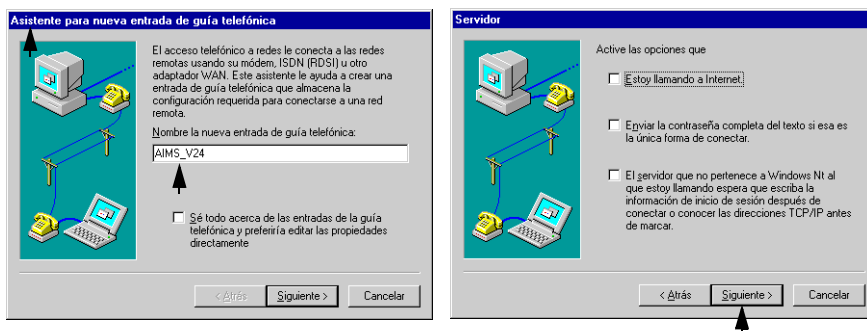 Asistente para nueva entrada de guía telefónica
El acceso telefónico a redes le conecta a las redes
remotas usando su módem, ISDN (RDSI) u otro
adaptador WAN. Este asistente le ayuda a crear una
entrada de guía telefónica que almacena la
configuración requerida para conectarse a una red
remota.
Nombre la nueva entrada de guía telefónica:
AIMS_V24
Sé todo acerca de las entradas de la guía
telefónica y preferiría editar las propiedades
directamente
< Atrás
Siguiente >
Cancelar
Servidor
Active las opciones que
Estoy llamando a Internet.
Enviar la contraseña completa del texto si esa es
la única forma de conectar.
El servidor que no pertenece a Windows Nt al
que estoy llamando espera que escriba la
información de inicio de sesión después de
conectar o conocer las direcciones TCP/IP antes
de marcar.
< Atrás
Siguiente >
Cancelar